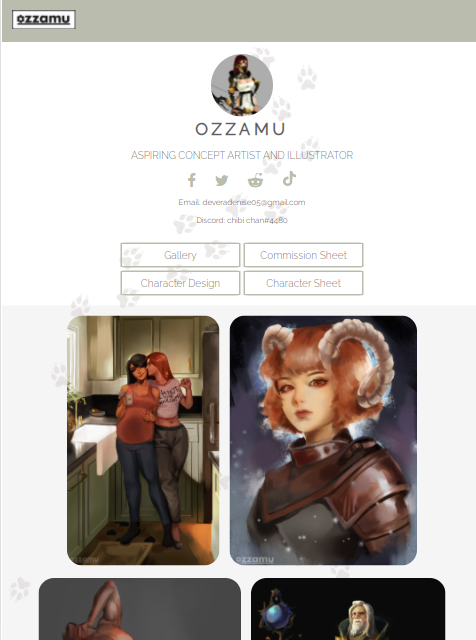 ozzamu
OZZAMU
ASPIRING CONCEPT ARTIST AND ILLUSTRATOR
Email: deveradenise05@gmail.com
Discord: chibi chan#4480
Gallery
Commission Sheet
Character Design
Character Sheet
ozzamu
ozzamu